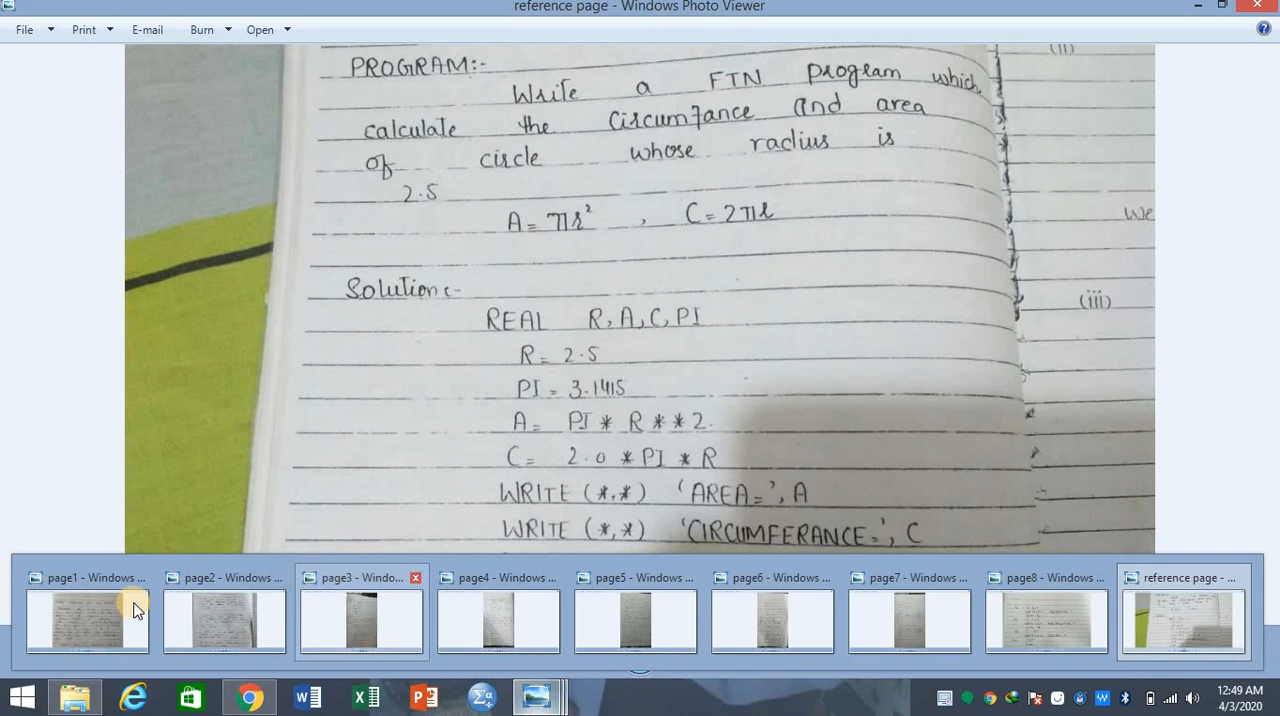 reference page - Windows Photo Viewer
File Print E-mail Burn Open
(ii)
PROGRAM:-
Write a FTN program which
calculate the Circumfance and area
of circle whose radius is
2.5
A = πr² , C = 2πr
We
Solution:-
(iii)
REAL R, A, C, PI
R = 2.5
PI = 3.1415
A = PI * R * * 2.
C = 2.0 * PI * R
WRITE (*,*) 'AREA=', A
WRITE (*,*) 'CIRCUMFERANCE=', C
page1 - Windows ... page2 - Windows ... page3 - Windo... page4 - Windows ... page5 - Windows ... page6 - Windows ... page7 - Windows ... page8 - Windows ... reference page - ...
12:49 AM
4/3/2020